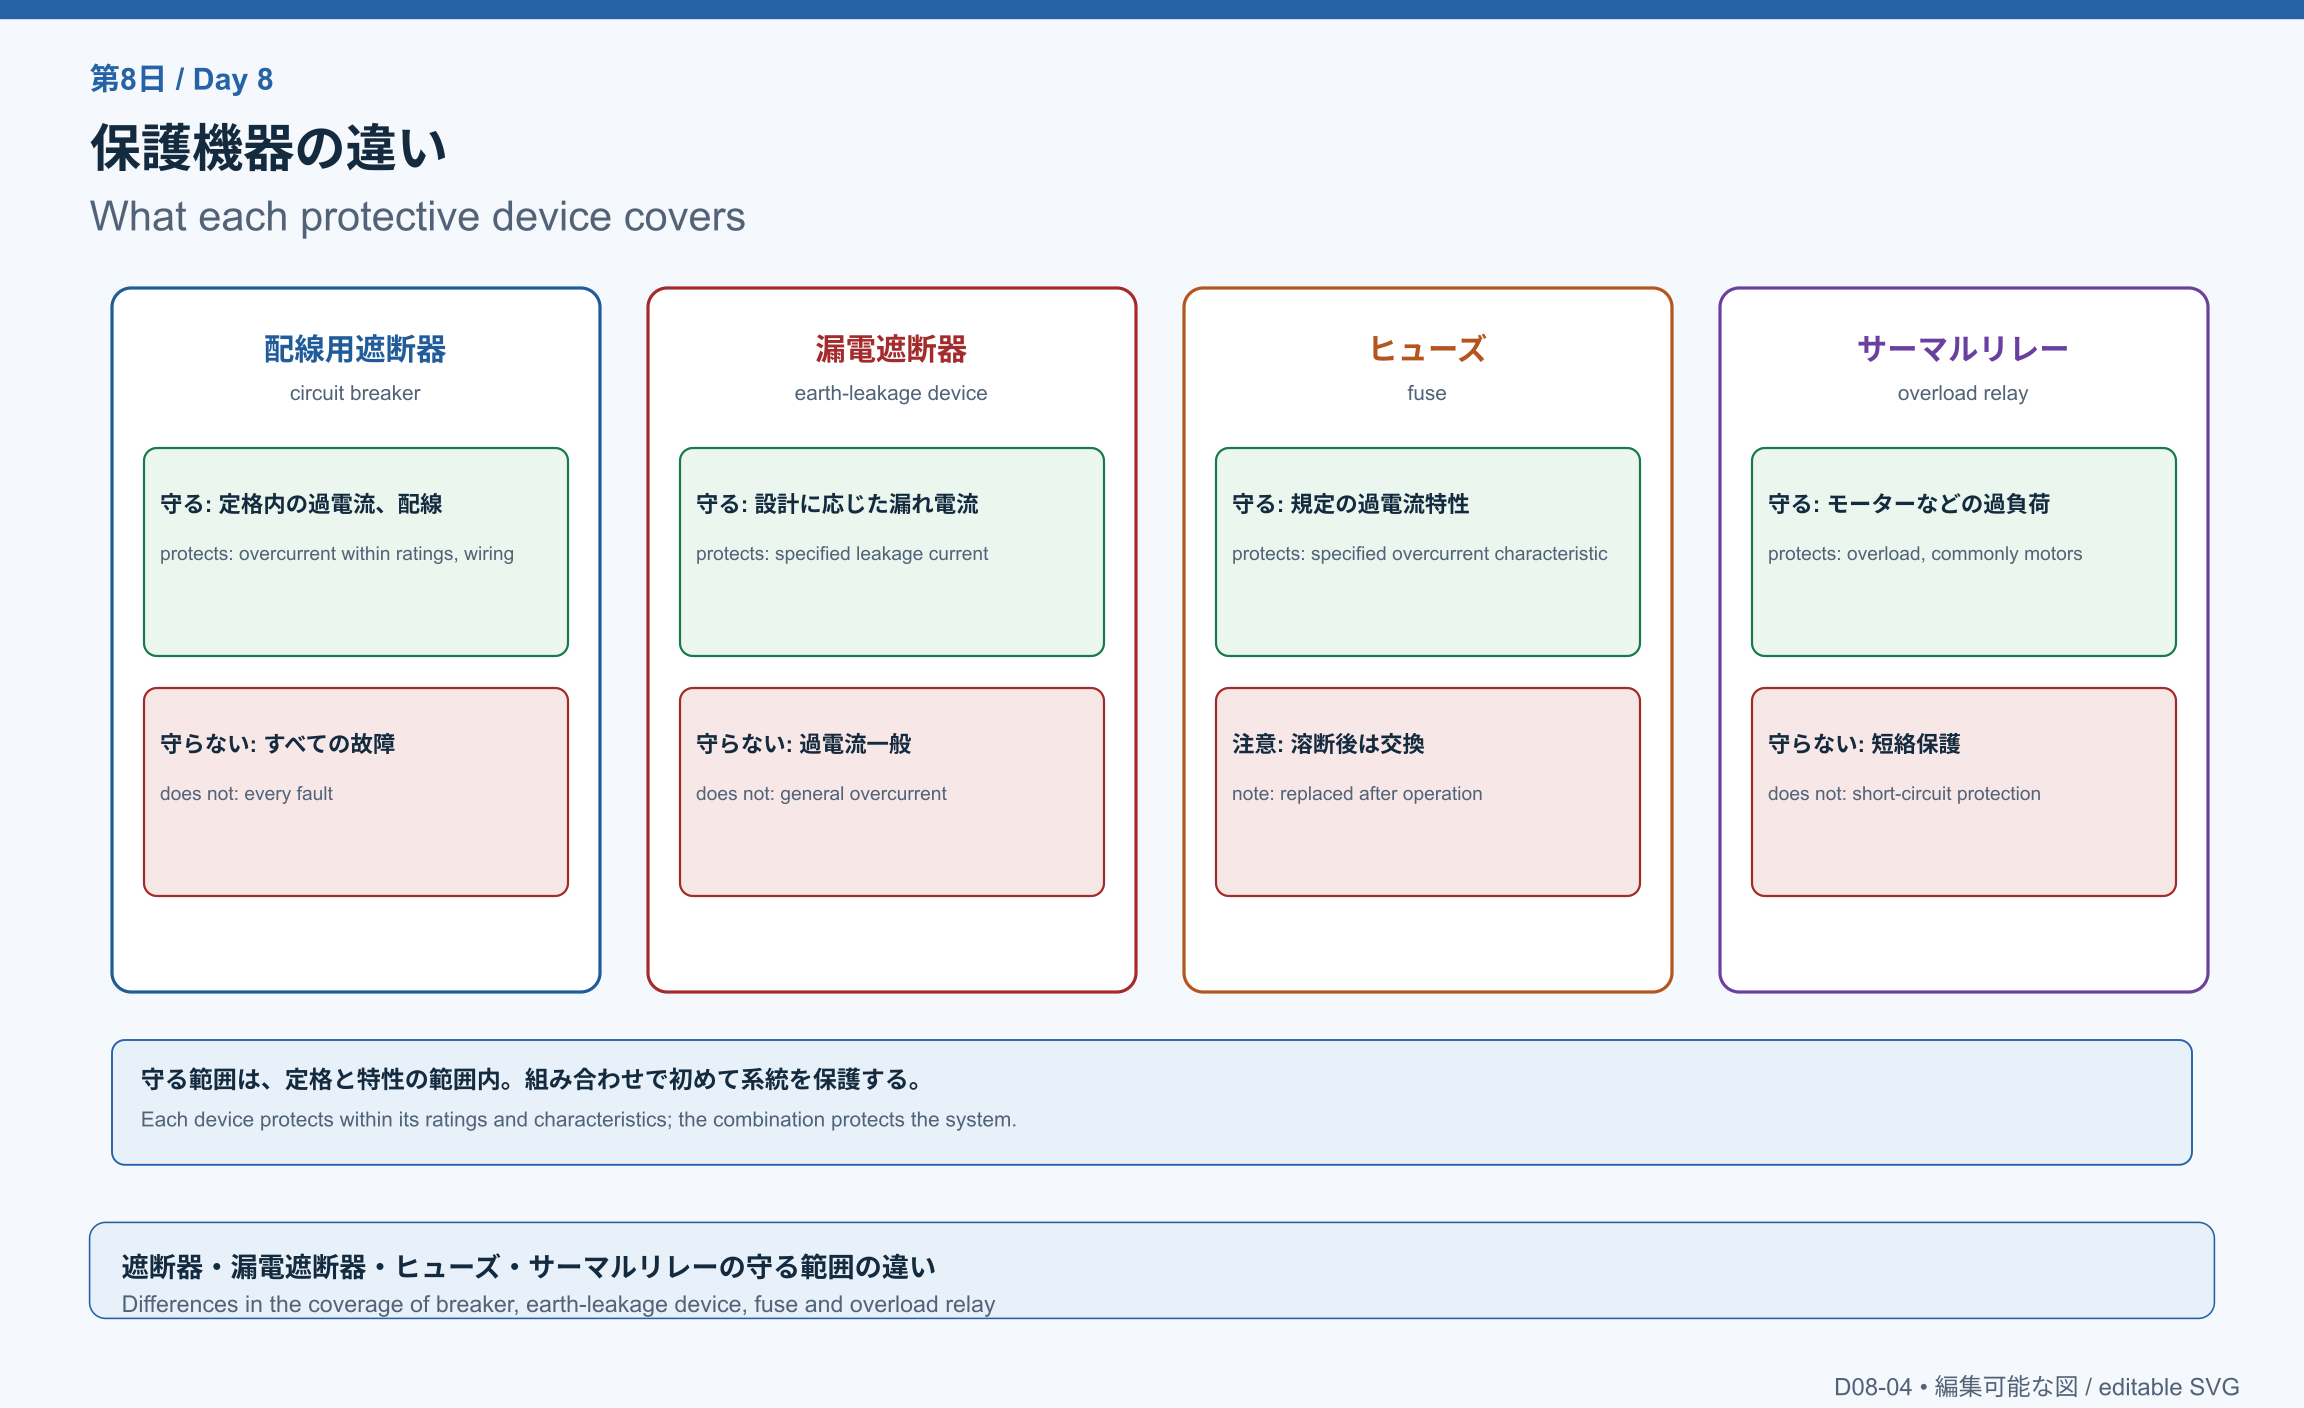 第8日 / Day 8
保護機器の違い
What each protective device covers
配線用遮断器
circuit breaker
守る: 定格内の過電流、配線
protects: overcurrent within ratings, wiring
守らない: すべての故障
does not: every fault
漏電遮断器
earth-leakage device
守る: 設計に応じた漏れ電流
protects: specified leakage current
守らない: 過電流一般
does not: general overcurrent
ヒューズ
fuse
守る: 規定の過電流特性
protects: specified overcurrent characteristic
注意: 溶断後は交換
note: replaced after operation
サーマルリレー
overload relay
守る: モーターなどの過負荷
protects: overload, commonly motors
守らない: 短絡保護
does not: short-circuit protection
守る範囲は、定格と特性の範囲内。組み合わせで初めて系統を保護する。
Each device protects within its ratings and characteristics; the combination protects the system.
遮断器・漏電遮断器・ヒューズ・サーマルリレーの守る範囲の違い
Differences in the coverage of breaker, earth-leakage device, fuse and overload relay
D08-04 • 編集可能な図 / editable SVG